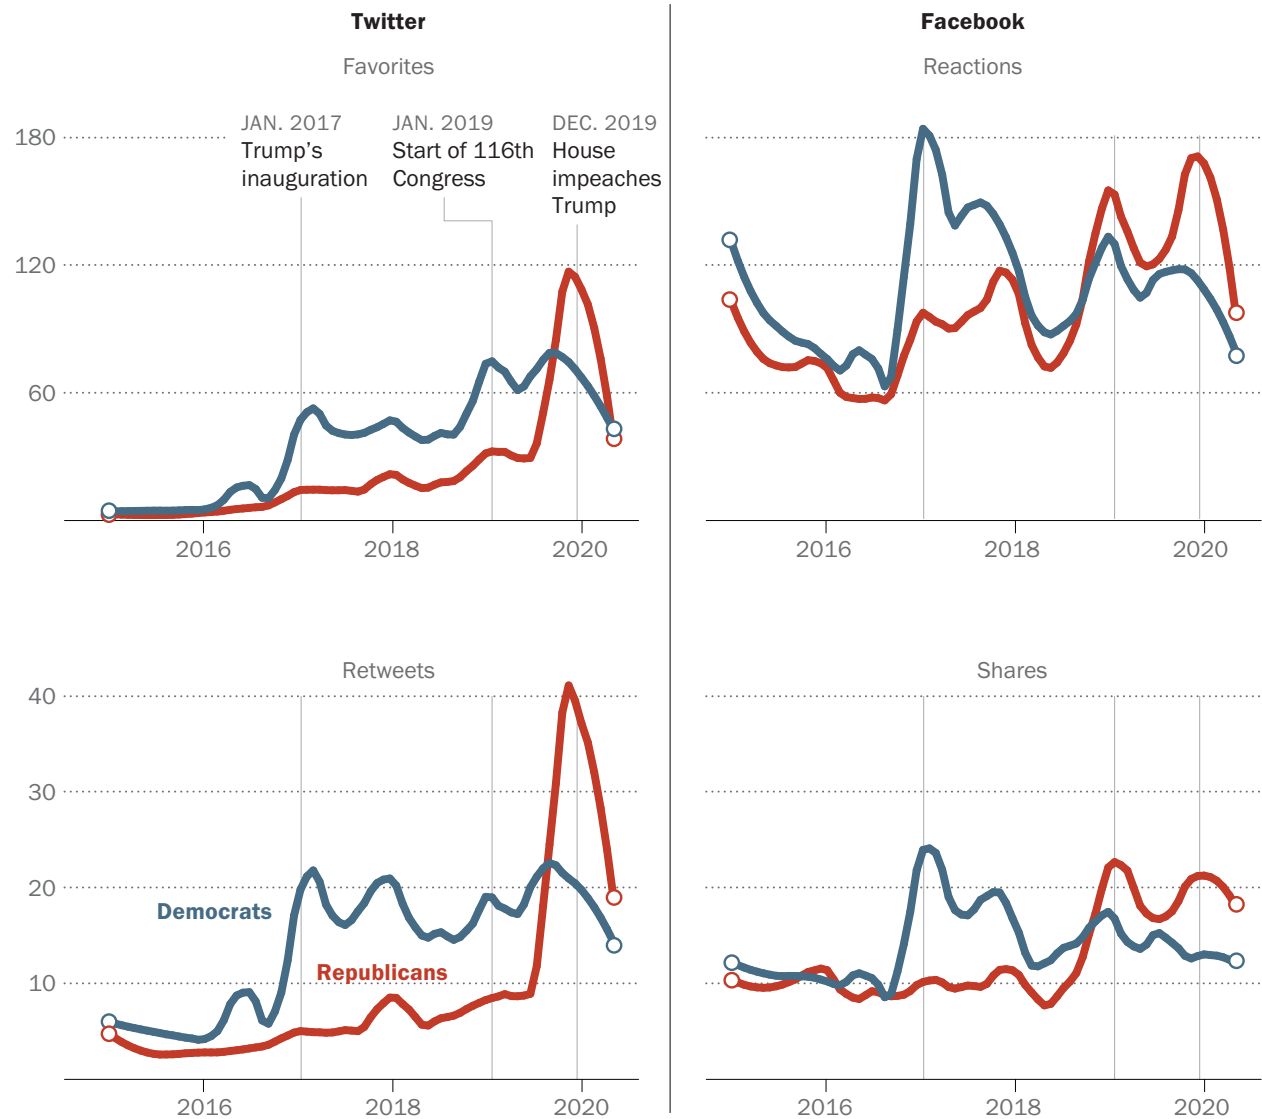 Twitter
Favorites
JAN. 2017
Trump’s
inauguration
JAN. 2019
Start of 116th
Congress
DEC. 2019
House
impeaches
Trump
180
120
60
2016 2018 2020
Facebook
Reactions
2016 2018 2020
Retweets
40
30
20
10
Democrats
Republicans
2016 2018 2020
Shares
2016 2018 2020